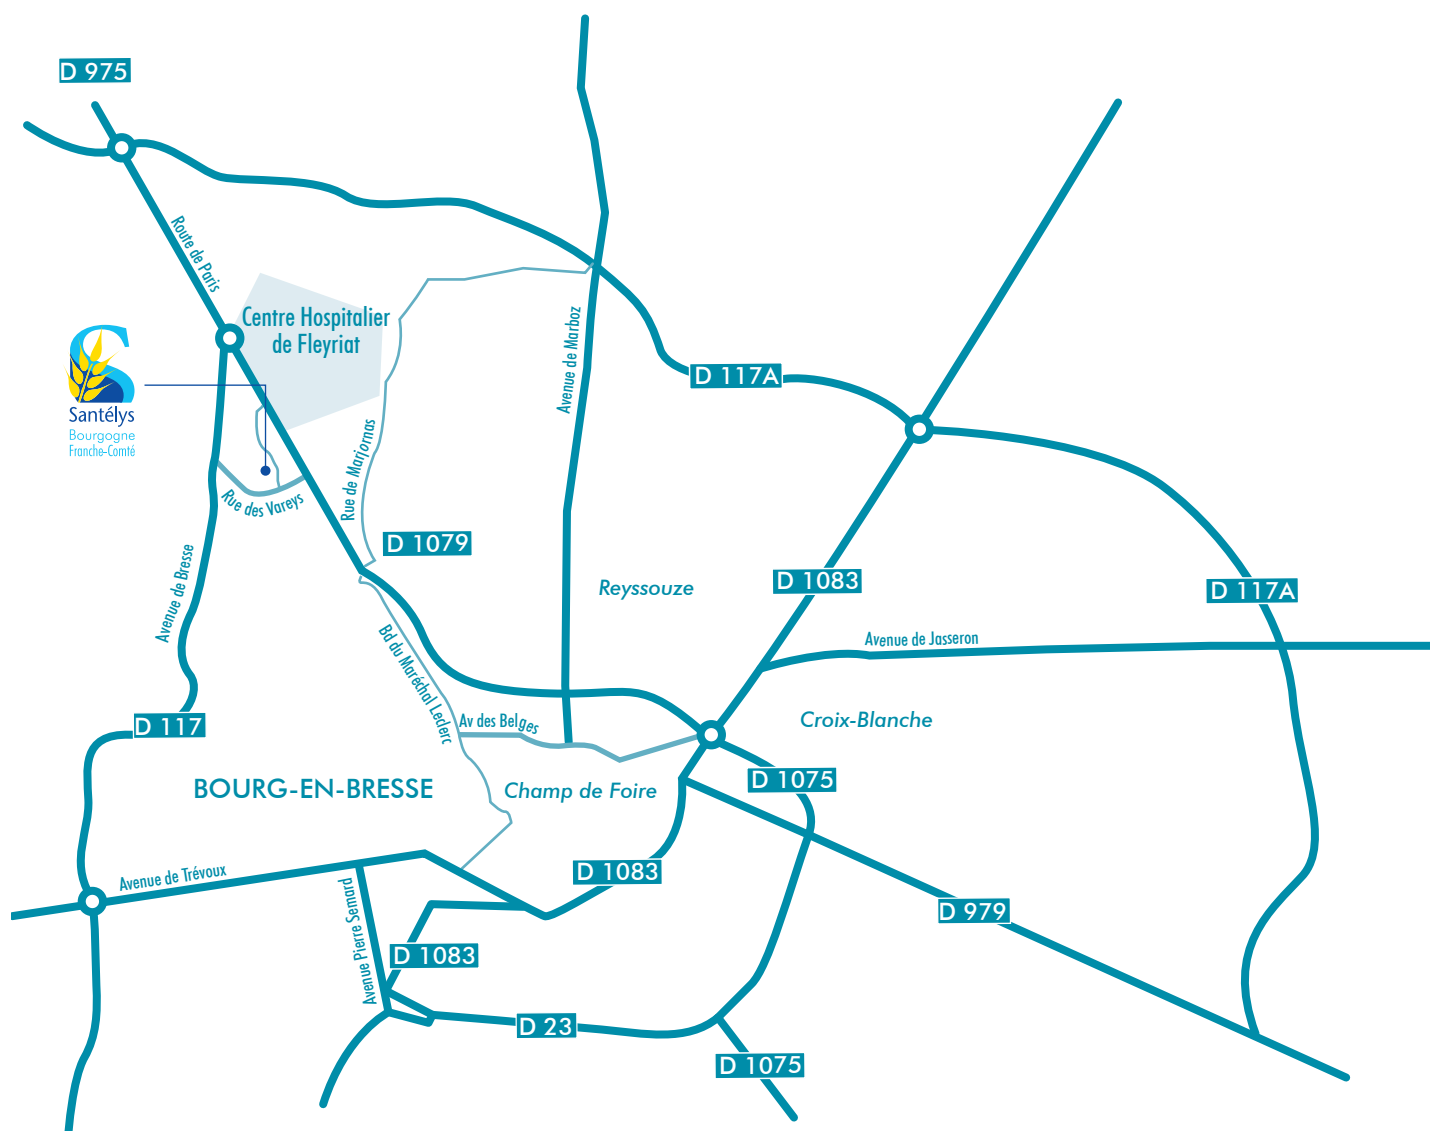 D 975
Route de Paris
Centre Hospitalier
de Fleyriat
Santélys
Bourgogne
Franche-Comté
Avenue de Marboz
D 117A
Rue de Marjornas
Rue des Vareys
D 1079
Avenue de Bresse
Reyssouze
D 1083
D 117A
Avenue de Jasseron
Bd du Maréchal Leclerc
Av des Belges
Croix-Blanche
D 117
BOURG-EN-BRESSE
Champ de Foire
D 1075
Avenue de Trévoux
D 1083
Avenue Pierre Semard
D 979
D 1083
D 23
D 1075